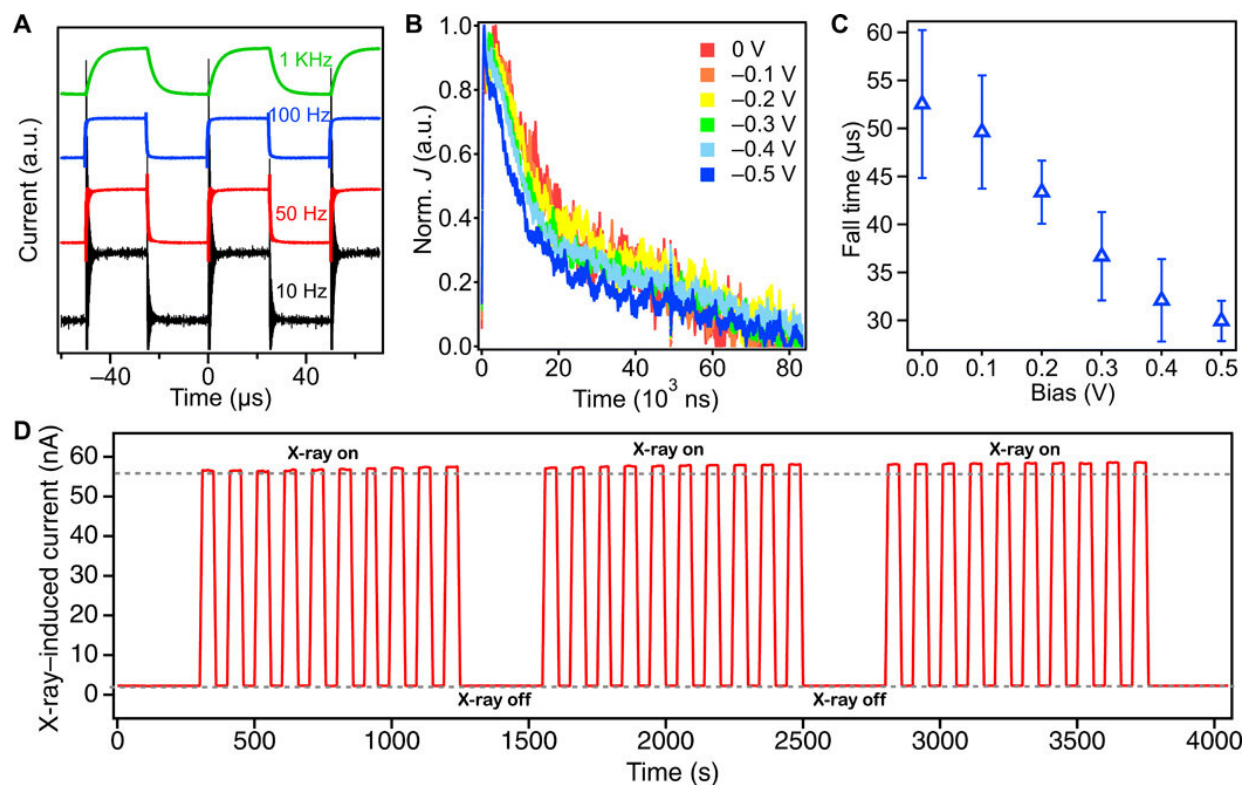 A
Current (a.u.)
1 KHz
100 Hz
50 Hz
10 Hz
–40
0
40
Time (µs)
B
Norm. J (a.u.)
1.0
0.8
0.6
0.4
0.2
0.0
0 V
–0.1 V
–0.2 V
–0.3 V
–0.4 V
–0.5 V
0 20 40 60 80
Time (10³ ns)
C
Fall time (µs)
60
55
50
45
40
35
30
0.0 0.1 0.2 0.3 0.4 0.5
Bias (V)
D
X-ray–induced current (nA)
60
50
40
30
20
10
0
X-ray on X-ray on X-ray on
X-ray off X-ray off
0 500 1000 1500 2000 2500 3000 3500 4000
Time (s)